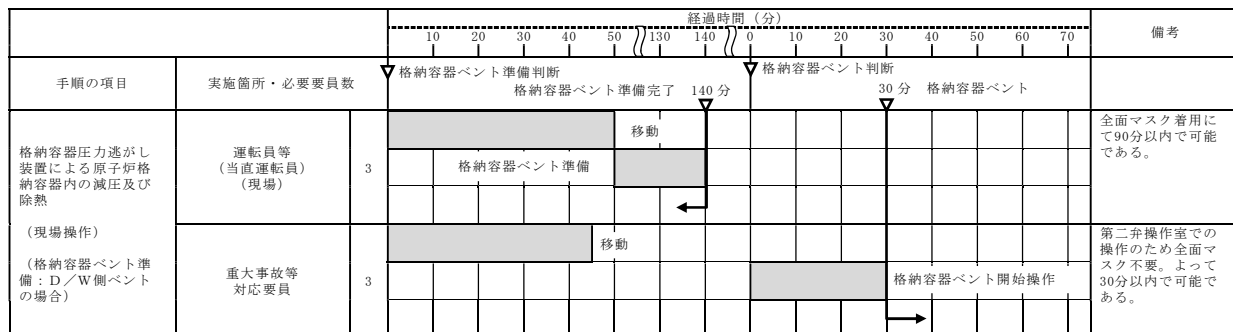 経過時間（分）
備考
10 20 30 40 50 130 140 0 10 20 30 40 50 60 70
手順の項目
実施箇所・必要要員数
格納容器ベント準備判断
格納容器ベント判断
格納容器ベント準備完了 140 分
30 分 格納容器ベント
格納容器圧力逃がし
装置による原子炉格
納容器内の減圧及び
除熱
（現場操作）
（格納容器ベント準
備：Ｄ／Ｗ側ベント
の場合）
運転員等
（当直運転員）
（現場）
3
移動
格納容器ベント準備
全面マスク着用に
て90分以内で可能
である。
重大事故等
対応要員
3
移動
格納容器ベント開始操作
第二弁操作室での
操作のため全面マ
スク不要。よって
30分以内で可能で
ある。